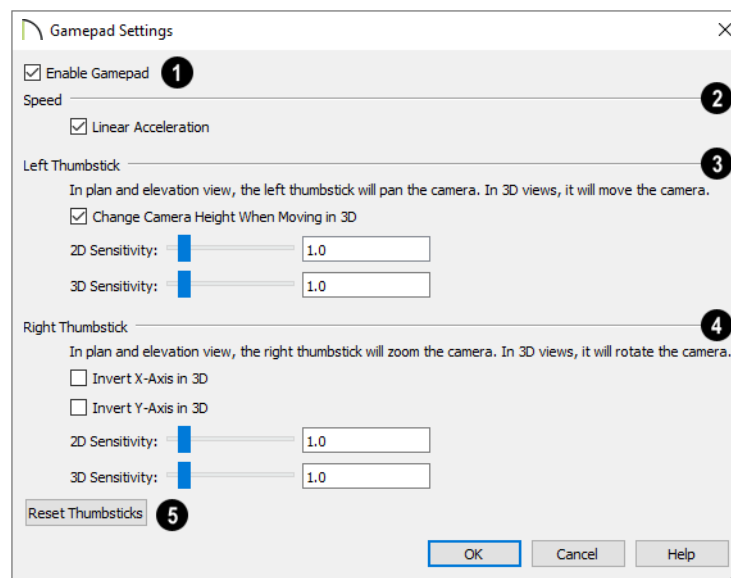 Gamepad Settings
Enable Gamepad 1
Speed 2
Linear Acceleration
Left Thumbstick 3
In plan and elevation view, the left thumbstick will pan the camera. In 3D views, it will move the camera.
Change Camera Height When Moving in 3D
2D Sensitivity: 1.0
3D Sensitivity: 1.0
Right Thumbstick 4
In plan and elevation view, the right thumbstick will zoom the camera. In 3D views, it will rotate the camera.
Invert X-Axis in 3D
Invert Y-Axis in 3D
2D Sensitivity: 1.0
3D Sensitivity: 1.0
Reset Thumbsticks 5
OK Cancel Help